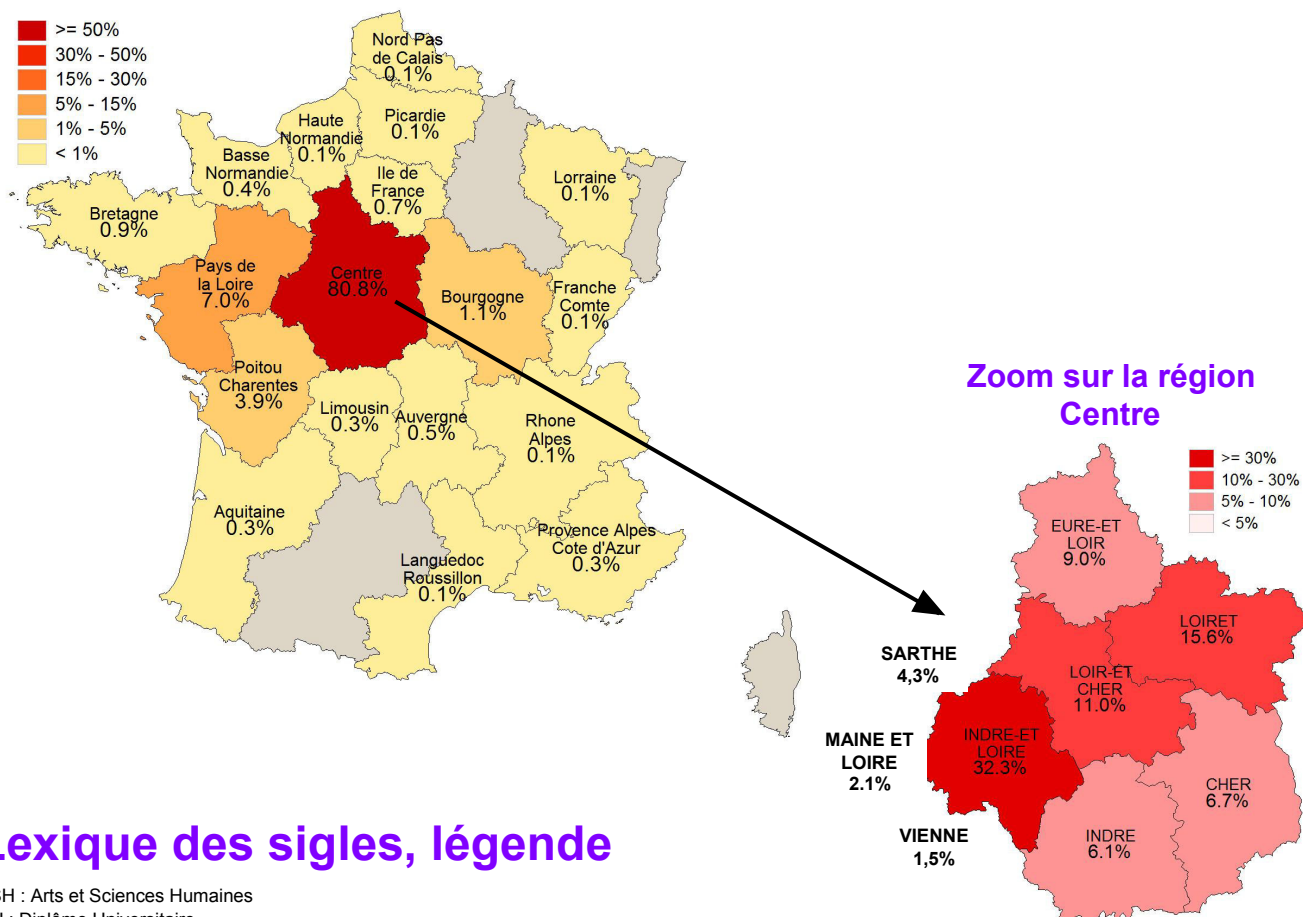 >= 50%
30% - 50%
15% - 30%
5% - 15%
1% - 5%
< 1%
Nord Pas
de Calais
0.1%
Picardie
0.1%
Haute
Normandie
0.1%
Basse
Normandie
0.4%
Ile de
France
0.7%
Lorraine
0.1%
Bretagne
0.9%
Pays de
la Loire
7.0%
Centre
80.8%
Bourgogne
1.1%
Franche
Comte
0.1%
Poitou
Charentes
3.9%
Limousin
0.3%
Auvergne
0.5%
Rhone
Alpes
0.1%
Aquitaine
0.3%
Languedoc
Roussillon
0.1%
Provence Alpes
Cote d'Azur
0.3%
Zoom sur la région
Centre
>= 30%
10% - 30%
5% - 10%
< 5%
EURE-ET
LOIR
9.0%
LOIRET
15.6%
LOIR-ET
CHER
11.0%
SARTHE
4,3%
INDRE-ET
LOIRE
32.3%
MAINE ET
LOIRE
2.1%
CHER
6.7%
VIENNE
1,5%
INDRE
6.1%
exique des sigles, légende
H : Arts et Sciences Humaines
: Diplôme Universitaire